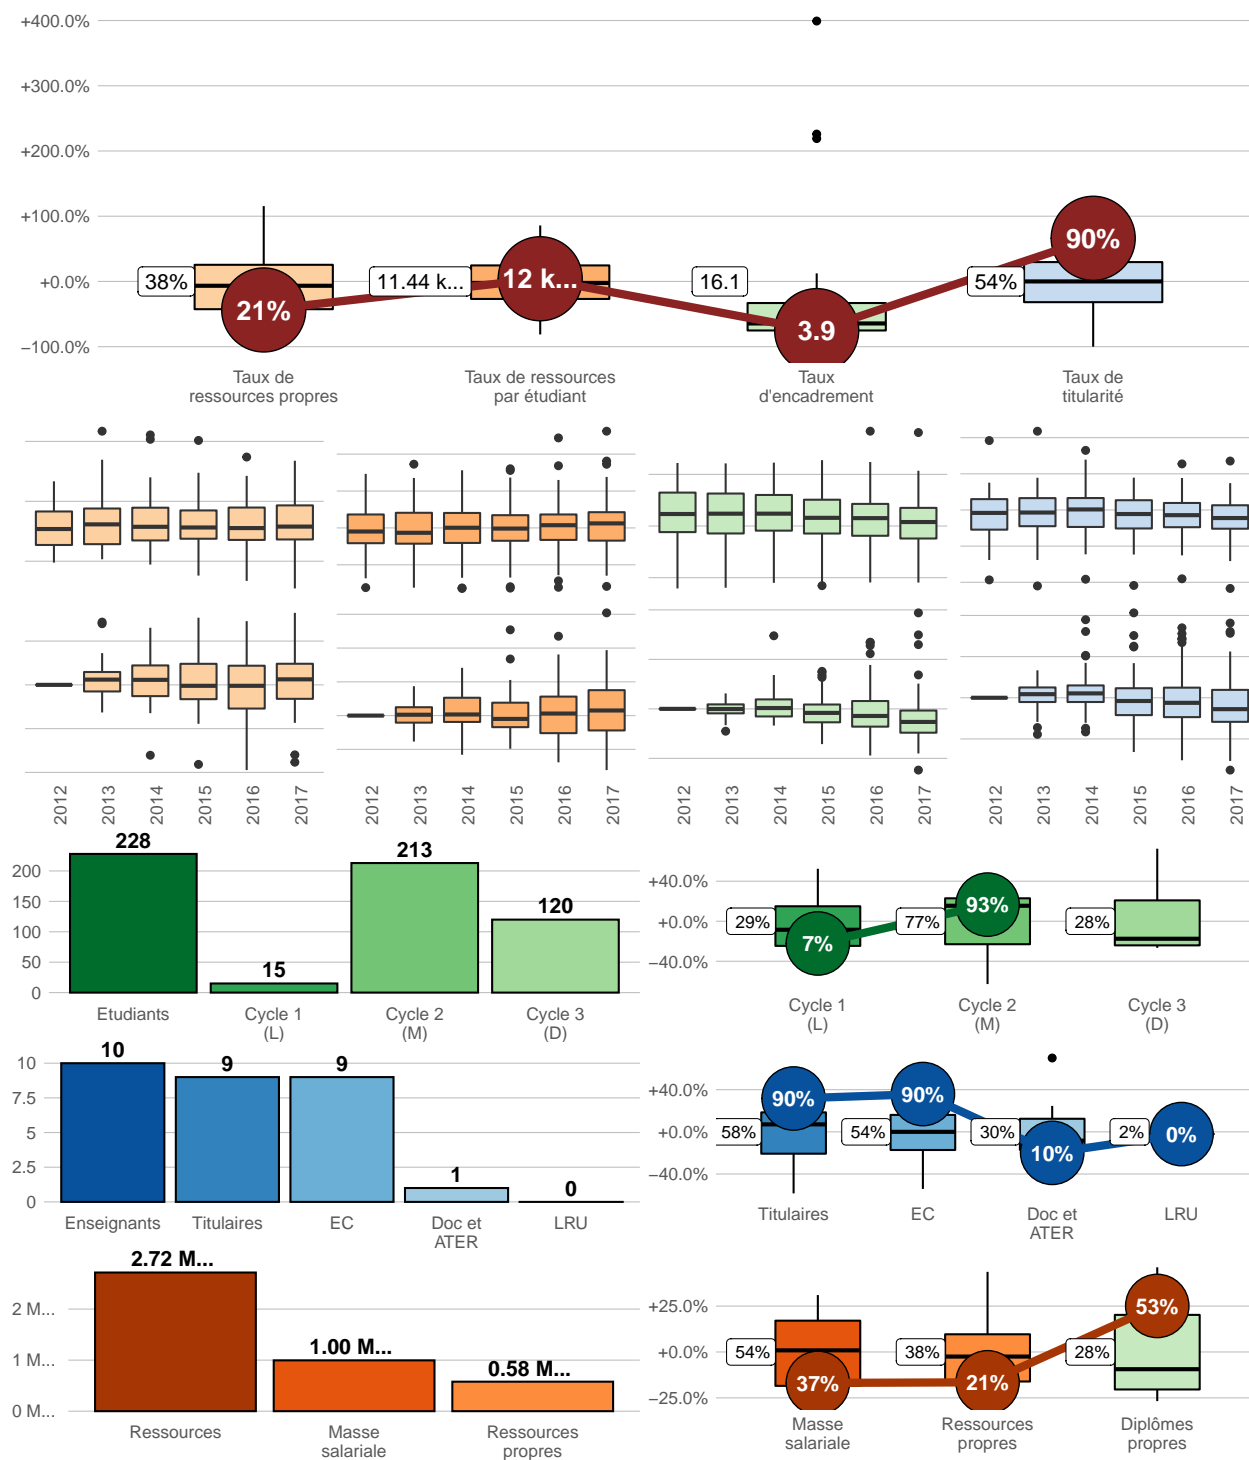 +400.0%
+300.0%
+200.0%
+100.0%
+0.0%
−100.0%
38%
21%
11.44 k...
12 k...
16.1
3.9
54%
90%
Taux de
ressources propres
Taux de ressources
par étudiant
Taux
d'encadrement
Taux de
titularité
2012
2013
2014
2015
2016
2017
2012
2013
2014
2015
2016
2017
2012
2013
2014
2015
2016
2017
2012
2013
2014
2015
2016
2017
200
150
100
50
0
228
15
213
120
Etudiants
Cycle 1
(L)
Cycle 2
(M)
Cycle 3
(D)
+40.0%
+0.0%
−40.0%
29%
7%
77%
93%
28%
Cycle 1
(L)
Cycle 2
(M)
Cycle 3
(D)
10
7.5
5
2.5
0
10
9
9
1
0
Enseignants
Titulaires
EC
Doc et
ATER
LRU
+40.0%
+0.0%
−40.0%
58%
90%
54%
90%
30%
10%
2%
0%
Titulaires
EC
Doc et
ATER
LRU
2 M...
1 M...
0 M...
2.72 M...
1.00 M...
0.58 M...
Ressources
Masse
salariale
Ressources
propres
+25.0%
+0.0%
−25.0%
54%
37%
38%
21%
28%
53%
Masse
salariale
Ressources
propres
Diplômes
propres